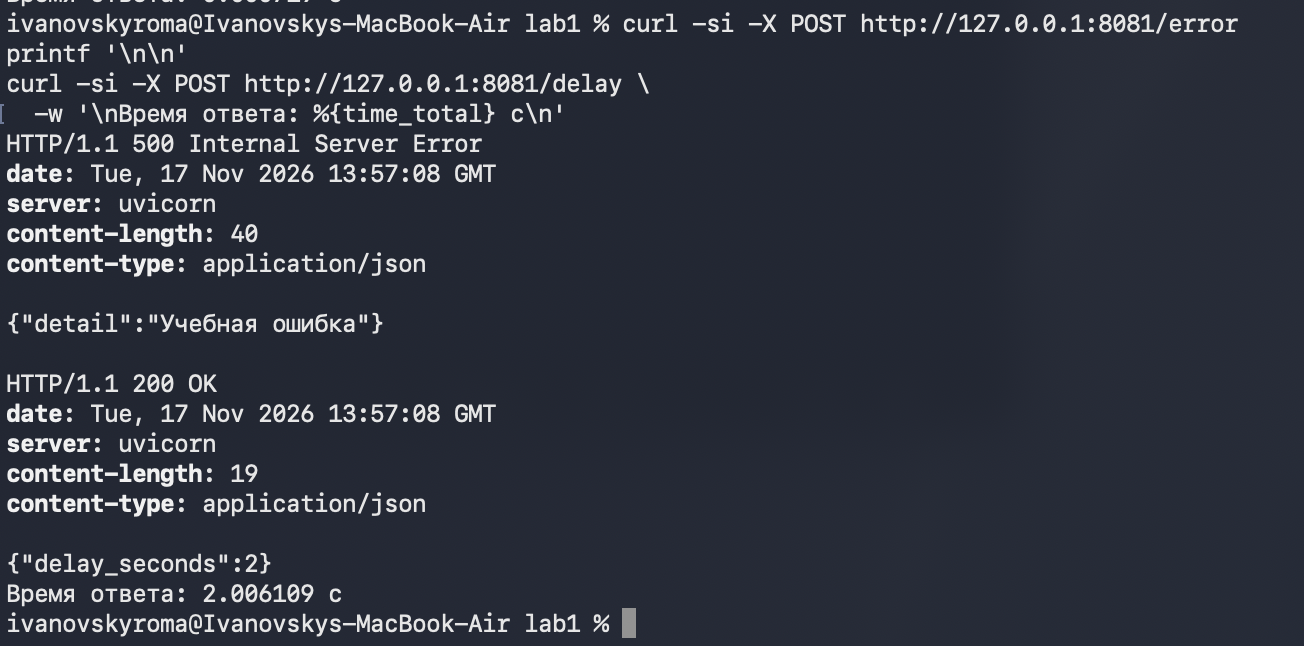 ivanovskyroma@Ivanovskys-MacBook-Air lab1 % curl -si -X POST http://127.0.0.1:8081/error
printf '\n\n'
curl -si -X POST http://127.0.0.1:8081/delay \
  -w '\nВремя ответа: %{time_total} с\n'
HTTP/1.1 500 Internal Server Error
date: Tue, 17 Nov 2026 13:57:08 GMT
server: uvicorn
content-length: 40
content-type: application/json

{"detail":"Учебная ошибка"}

HTTP/1.1 200 OK
date: Tue, 17 Nov 2026 13:57:08 GMT
server: uvicorn
content-length: 19
content-type: application/json

{"delay_seconds":2}
Время ответа: 2.006109 с
ivanovskyroma@Ivanovskys-MacBook-Air lab1 %